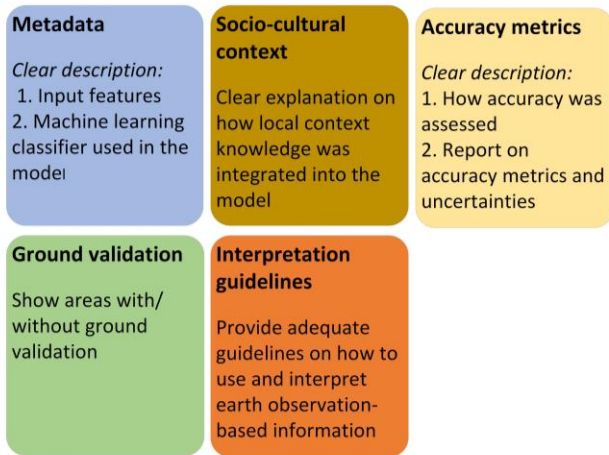 Metadata
Clear description:
1. Input features
2. Machine learning
classifier used in the
model
Socio-cultural
context
Clear explanation on
how local context
knowledge was
integrated into the
model
Accuracy metrics
Clear description:
1. How accuracy was
assessed
2. Report on
accuracy metrics and
uncertainties
Ground validation
Show areas with/
without ground
validation
Interpretation
guidelines
Provide adequate
guidelines on how to
use and interpret
earth observation-
based information